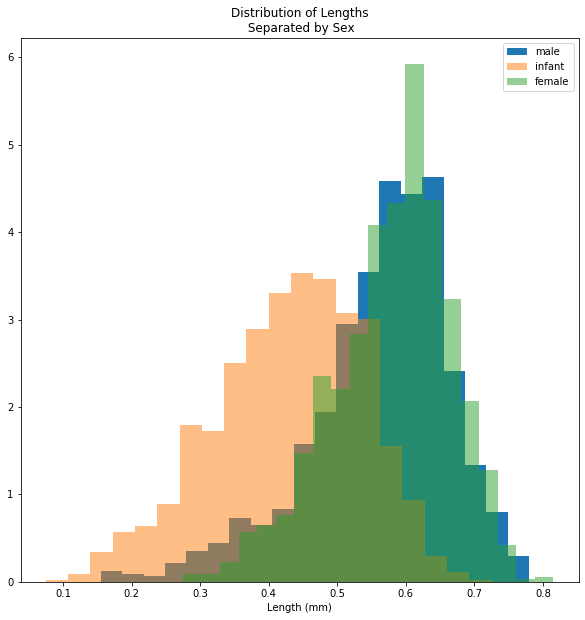 Distribution of Lengths
Separated by Sex
male
infant
female
6
5
4
3
2
1
0
0.1 0.2 0.3 0.4 0.5 0.6 0.7 0.8
Length (mm)